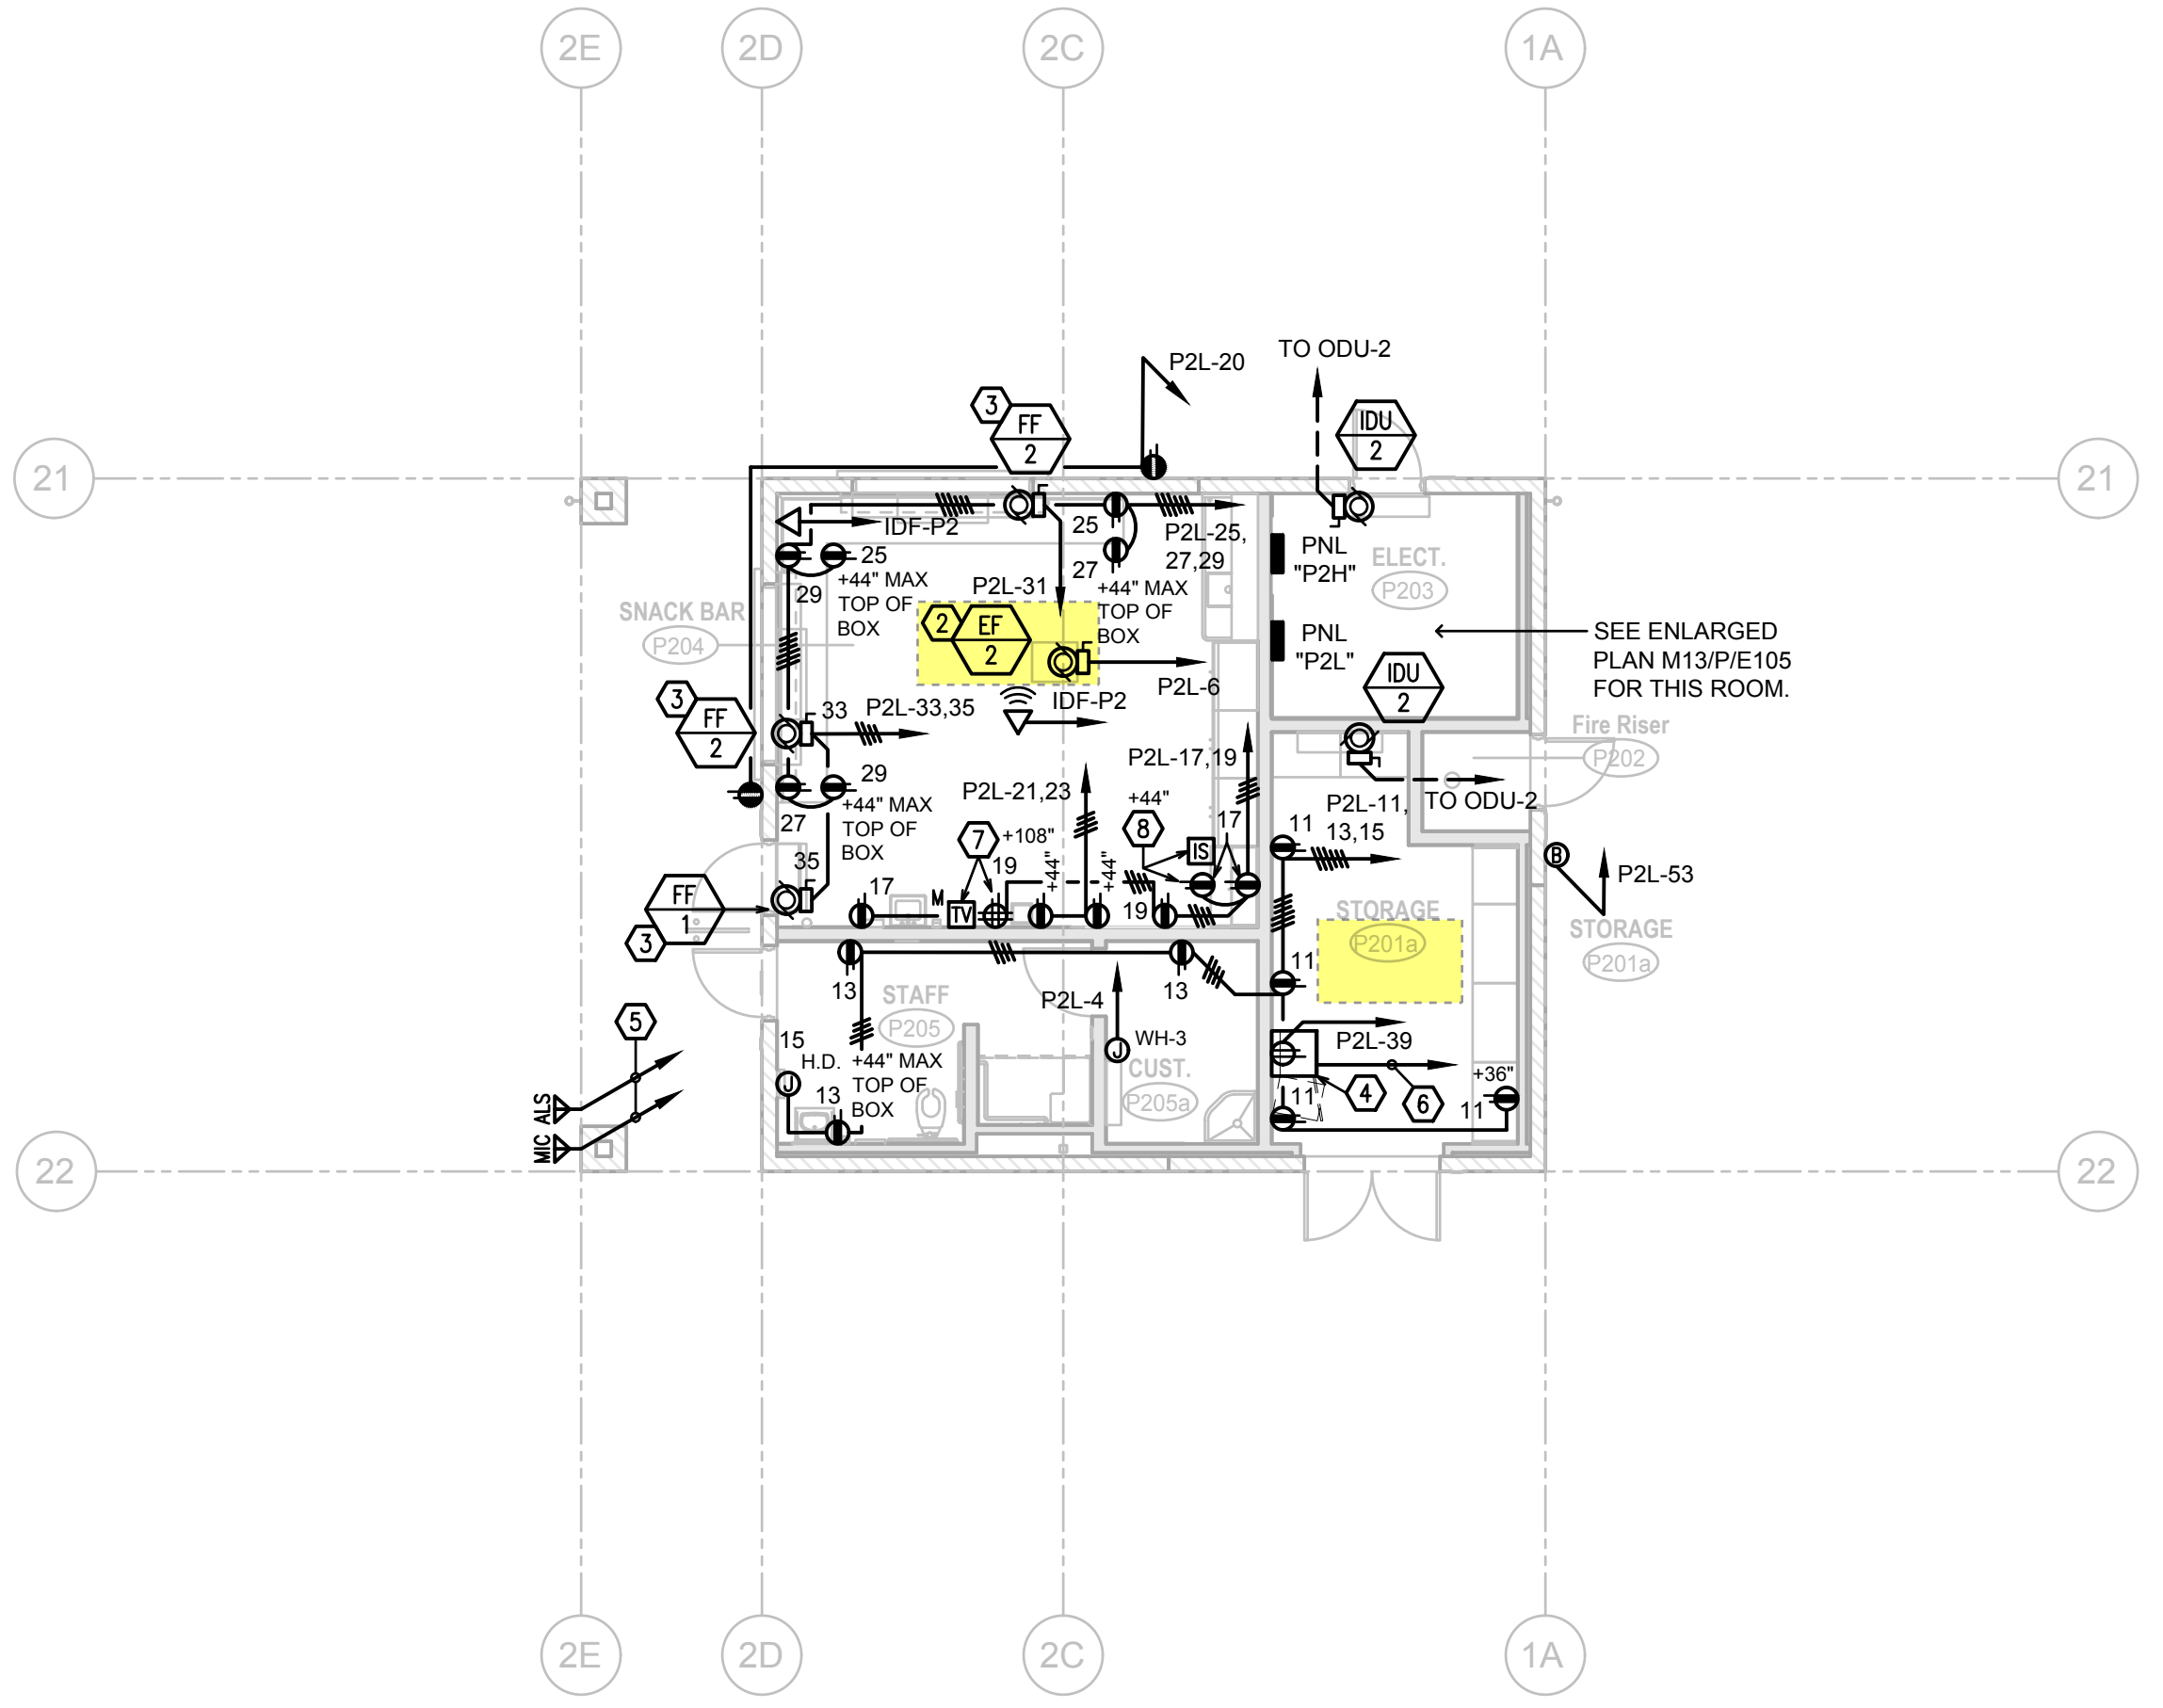 2E
2D
2C
1A
TO ODU-2
P2L-20
3
FF
2
IDU
2
21
21
25
IDF-P2
25
P2L-25,
27,29
PNL
"P2H"
ELECT.
P203
29
+44" MAX
TOP OF
BOX
P2L-31
27
+44" MAX
TOP OF
BOX
SNACK BAR
P204
2
EF
2
PNL
"P2L"
SEE ENLARGED
PLAN M13/P/E105
FOR THIS ROOM.
P2L-6
IDF-P2
IDU
2
3
FF
2
33
P2L-33,35
Fire Riser
P202
P2L-17,19
29
+44" MAX
TOP OF
BOX
27
P2L-21,23
+44"
P2L-11,
13,15
TO ODU-2
7
+108"
8
17
11
IS
35
19
+44"
+44"
B
P2L-53
FF
1
3
17
M
TV
19
STORAGE
P201a
STORAGE
P201a
13
13
11
STAFF
P205
P2L-4
5
15
H.D.
+44" MAX
TOP OF
BOX
J
WH-3
J
P2L-39
CUST.
P205a
+36"
ALS
MIC
13
11
4
6
11
22
22
2E
2D
2C
1A